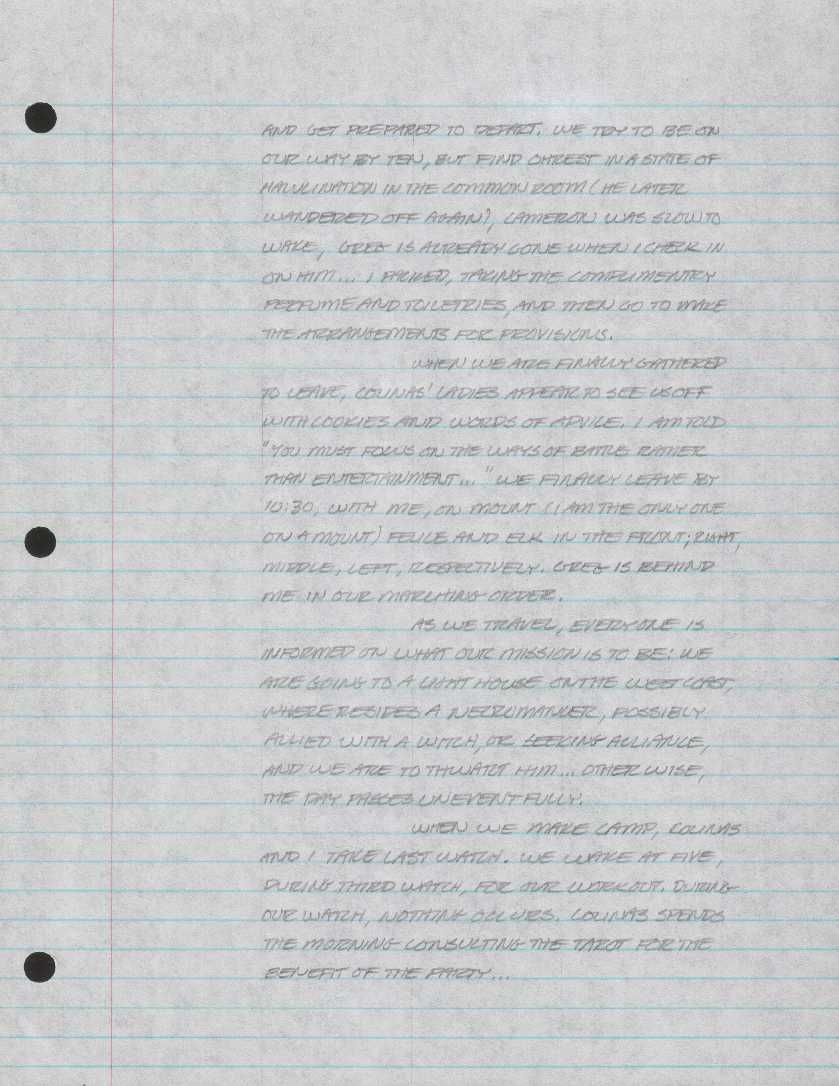 AND GET PREPARED TO DEPART. WE TRY TO BE ON
OUR WAY BY TEN, BUT FIND OHREST IN A STATE OF
HALULINATION IN THE COMMON ROOM (HE LATER
WANDERED OFF AGAIN), CAMERON WAS SLOW TO
WAKE, GREG IS ALREADY GONE WHEN I CHECK IN
ON HIM... I PACKED, TAKING THE COMPLIMENTRY
PERFUME AND TOILETRIES, AND THEN GO TO MAKE
THE ARRANGEMENTS FOR PROVISIONS.
WHEN WE ARE FINALLY GATHERED
TO LEAVE, COLINAS' LADIES APPEAR TO SEE US OFF
WITH COOKIES AND WORDS OF ADVICE. I AM TOLD
"YOU MUST FOCUS ON THE WAYS OF BATTLE RATHER
THAN ENTERTAINMENT..." WE FINALLY LEAVE BY
10:30, WITH ME, ON MOUNT (I AM THE ONLY ONE
ON A MOUNT) FELICE AND ELK IN THE FRONT; RIGHT,
MIDDLE, LEFT, RESPECTIVELY. GREG IS BEHIND
ME IN OUR MARCHING ORDER.
AS WE TRAVEL, EVERYONE IS
INFORMED ON WHAT OUR MISSION IS TO BE: WE
ARE GOING TO A LIGHT HOUSE ON THE WEST COAST,
WHERE RESIDES A NECROMANCER, POSSIBLY
ALLIED WITH A WITCH, OR SEEKING ALLIANCE,
AND WE ARE TO THWART HIM... OTHERWISE,
THE DAY PASSES UNEVENTFULLY.
WHEN WE MAKE CAMP, COLINAS
AND I TAKE LAST WATCH. WE WAKE AT FIVE,
DURING THIRD WATCH, FOR OUR WORKOUT. DURING
OUR WATCH, NOTHING OCCURS. COLINAS SPENDS
THE MORNING CONSULTING THE TAROT FOR THE
BENEFIT OF THE PARTY...